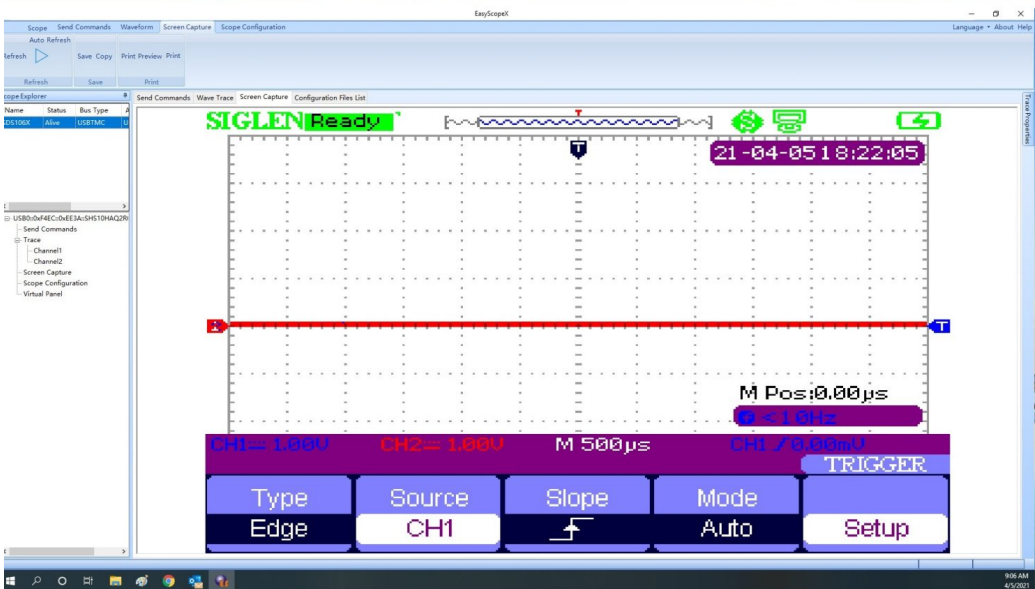 EasyScopeX
Scope Send Commands Waveform Screen Capture Scope Configuration
Language About Help
Auto Refresh
Refresh Save Copy Print Preview Print
Refresh Save Print
Scope Explorer
Send Commands Wave Trace Screen Capture Configuration Files List
Trace Properties
Name Status Bus Type
SDS106X Alive USBTMC U
USB0::0xF4EC::0xEE3A::SHS10HAQ2R
Send Commands
Trace
Channel1
Channel2
Screen Capture
Scope Configuration
Virtual Panel
SIGLENT Ready
T
T
21-04-05 18:22:05
T
M Pos:0.00µs
<10Hz
CH1 1.00V CH2 1.00V M 500µs CH1 0.00mV
TRIGGER
Type Source Slope Mode
Edge CH1 Auto Setup
9:06 AM
4/5/2021